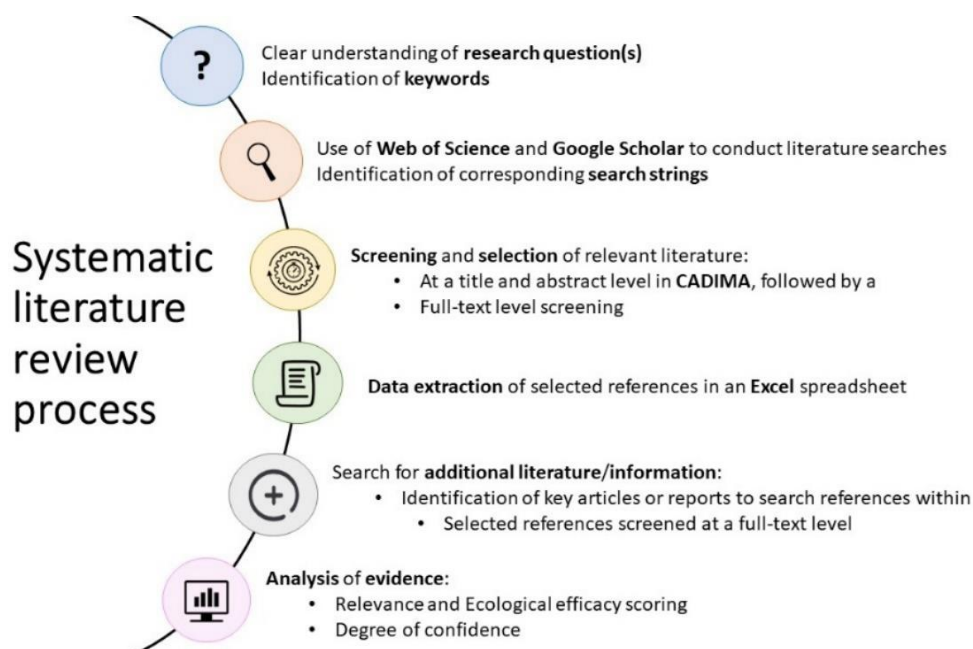 Systematic
literature
review
process
?
Clear understanding of research question(s)
Identification of keywords
Use of Web of Science and Google Scholar to conduct literature searches
Identification of corresponding search strings
Screening and selection of relevant literature:
• At a title and abstract level in CADIMA, followed by a
• Full-text level screening
Data extraction of selected references in an Excel spreadsheet
Search for additional literature/information:
• Identification of key articles or reports to search references within
• Selected references screened at a full-text level
Analysis of evidence:
• Relevance and Ecological efficacy scoring
• Degree of confidence